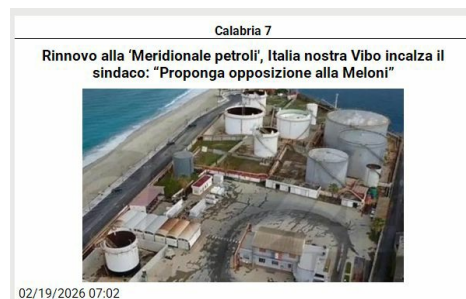 Calabria 7
Rinnovo alla ‘Meridionale petroli', Italia nostra Vibo incalza il
sindaco: “Proponga opposizione alla Meloni”
02/19/2026 07:02